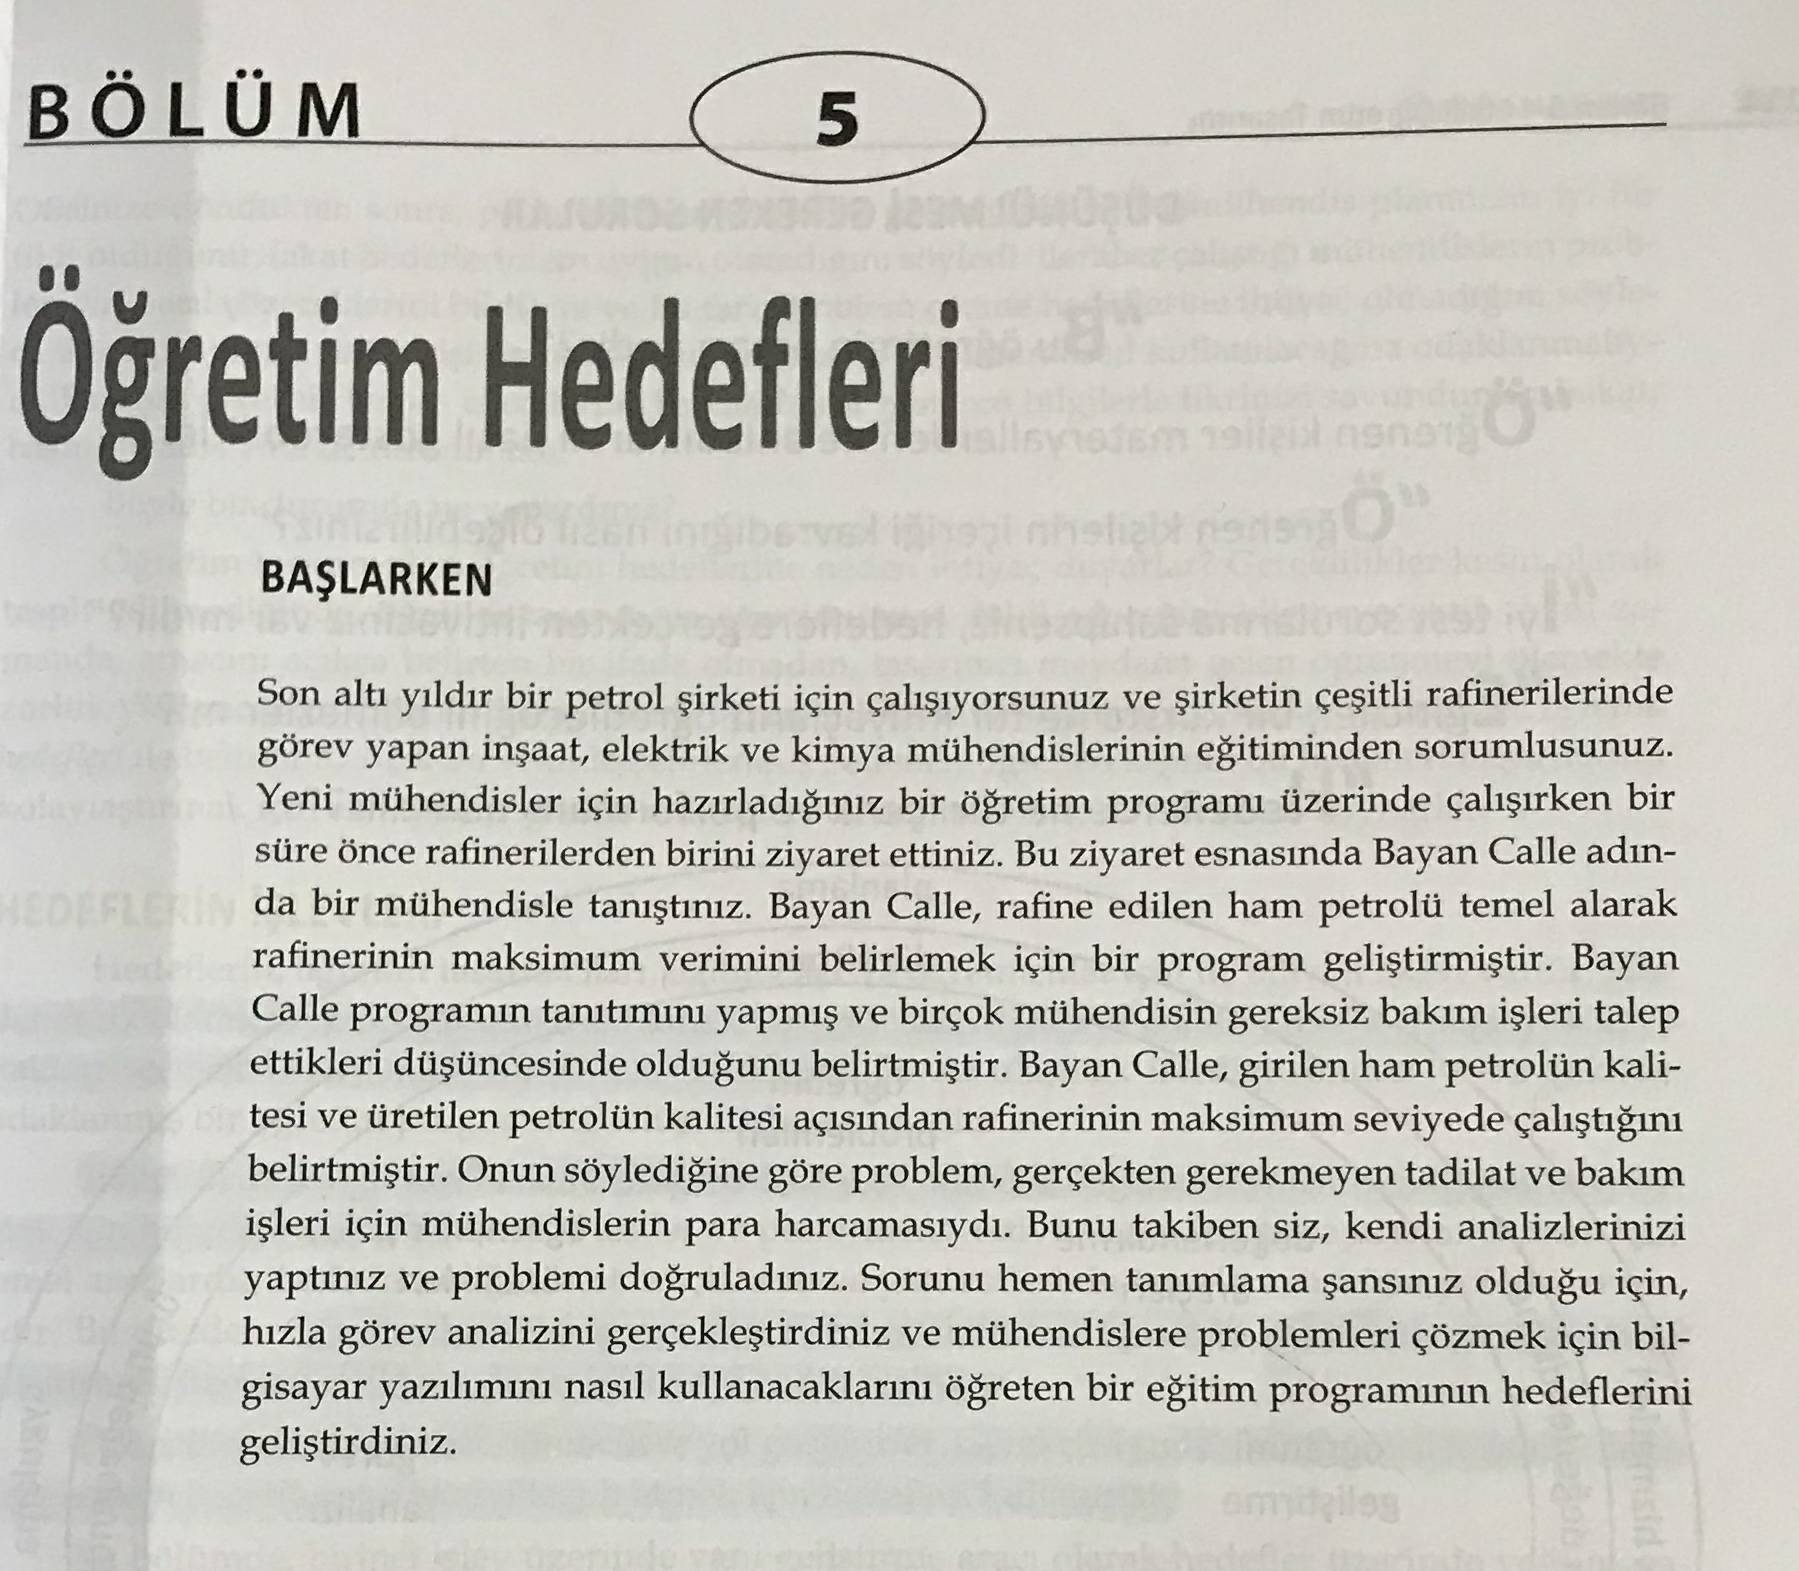 BÖLÜM 5
Öğretim Hedefleri
BAŞLARKEN
Son altı yıldır bir petrol şirketi için çalışıyorsunuz ve şirketin çeşitli rafinerilerinde
görev yapan inşaat, elektrik ve kimya mühendislerinin eğitiminden sorumlusunuz.
Yeni mühendisler için hazırladığınız bir öğretim programı üzerinde çalışırken bir
süre önce rafinerilerden birini ziyaret ettiniz. Bu ziyaret esnasında Bayan Calle adın-
da bir mühendisle tanıştınız. Bayan Calle, rafine edilen ham petrolü temel alarak
rafinerinin maksimum verimini belirlemek için bir program geliştirmiştir. Bayan
Calle programın tanıtımını yapmış ve birçok mühendisin gereksiz bakım işleri talep
ettikleri düşüncesinde olduğunu belirtmiştir. Bayan Calle, girilen ham petrolün kali-
tesi ve üretilen petrolün kalitesi açısından rafinerinin maksimum seviyede çalıştığını
belirtmiştir. Onun söylediğine göre problem, gerçekten gerekmeyen tadilat ve bakım
işleri için mühendislerin para harcamasıydı. Bunu takiben siz, kendi analizlerinizi
yaptınız ve problemi doğruladınız. Sorunu hemen tanımlama şansınız olduğu için,
hızla görev analizini gerçekleştirdiniz ve mühendislere problemleri çözmek için bil-
gisayar yazılımını nasıl kullanacaklarını öğreten bir eğitim programının hedeflerini
geliştirdiniz.